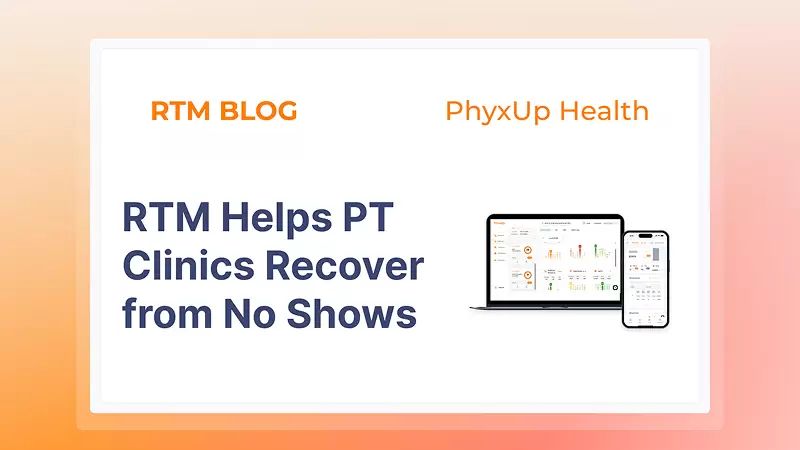 RTM BLOG
PhyxUp Health
RTM Helps PT
Clinics Recover
from No Shows